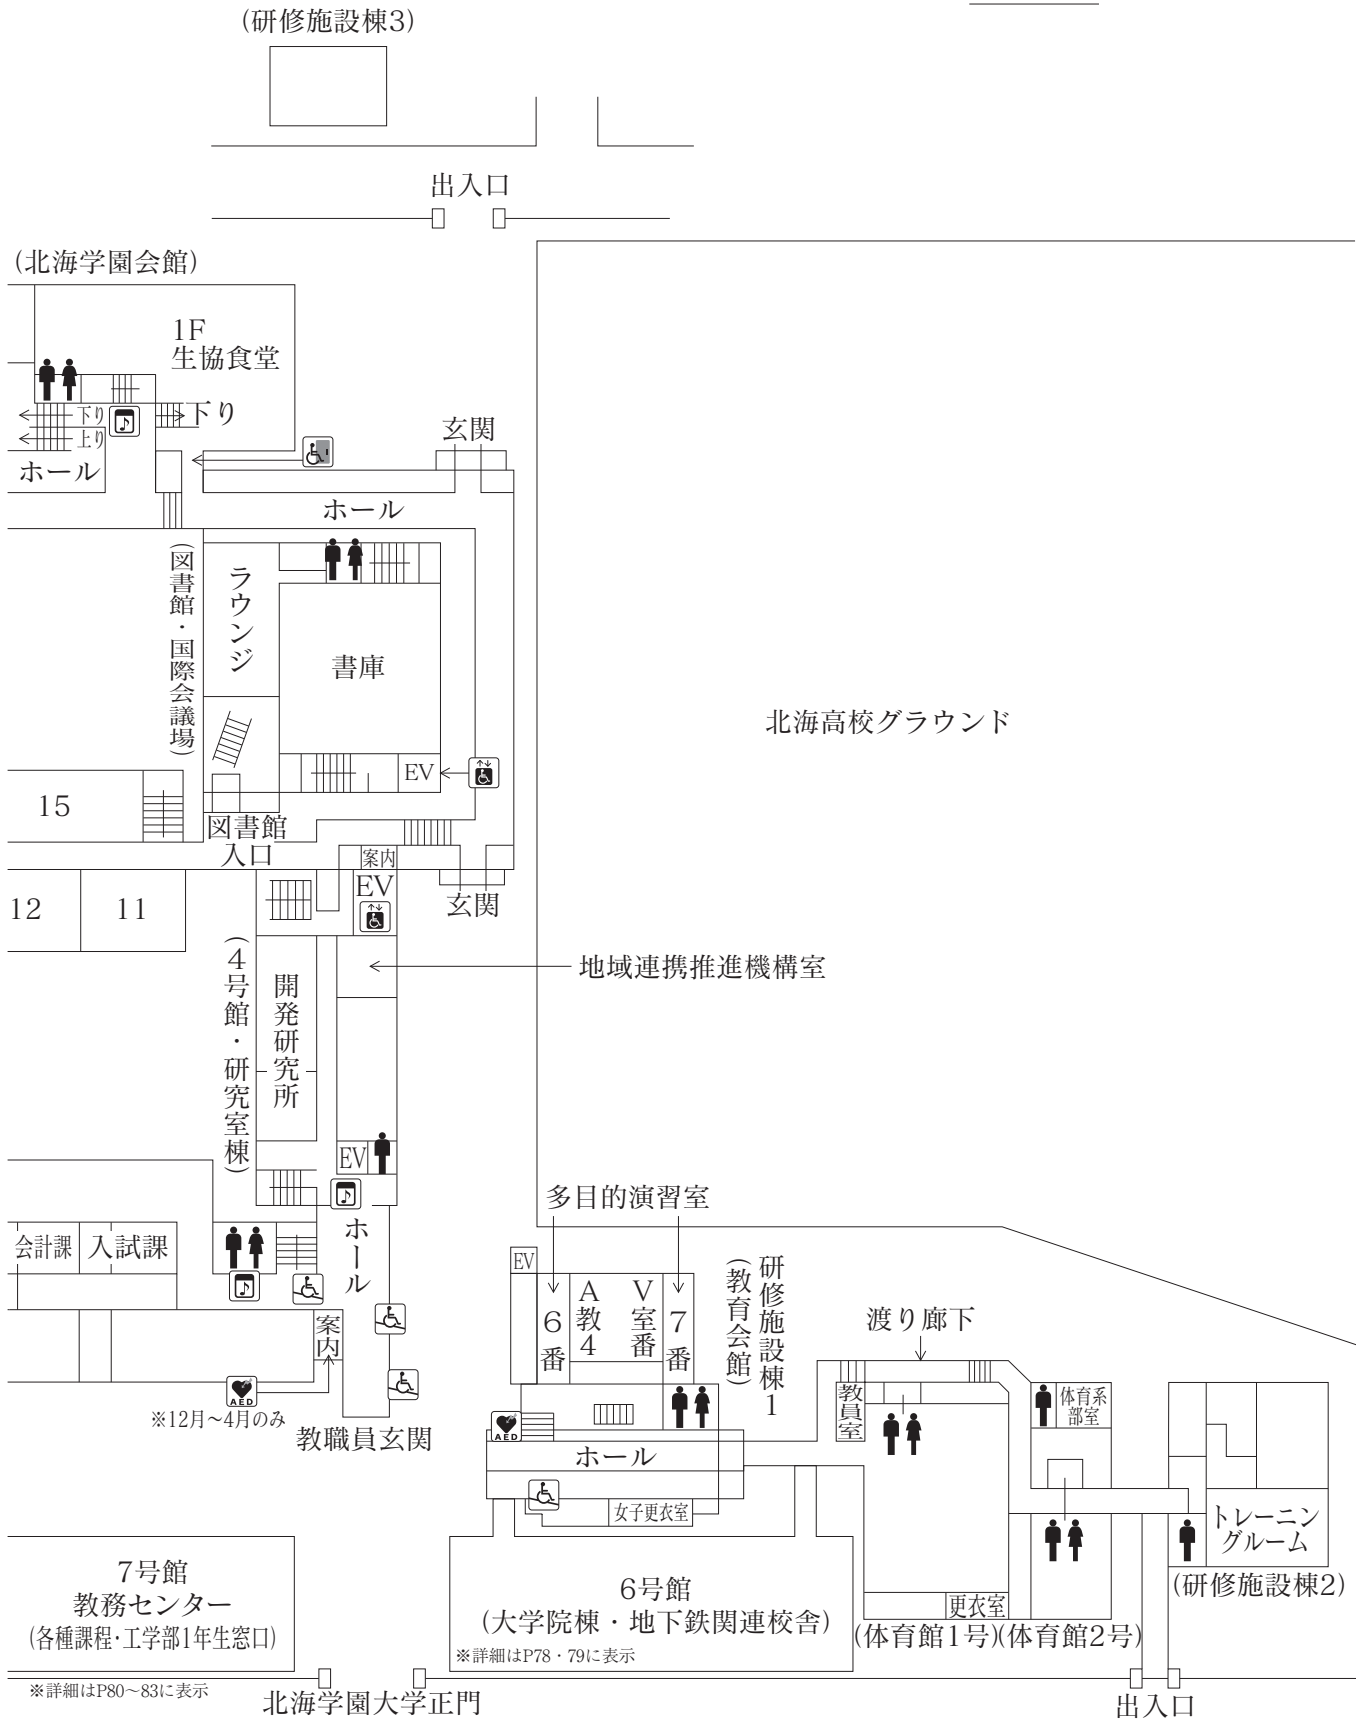 (研修施設棟3)
出入口
(北海学園会館)
1F
生協食堂
下り
下り
上り
ホール
玄関
ホール
(図書館・国際会議場)
ラウンジ
書庫
北海高校グラウンド
EV
15
図書館
入口
案内
EV
玄関
12
11
(4号館・研究室棟)
開発研究所
地域連携推進機構室
EV
多目的演習室
会計課
入試課
ホール
EV
6番
A教4
V室番
7番
研修施設棟1
(教育会館)
案内
渡り廊下
AED
※12月〜4月のみ
教職員玄関
教員室
体育系
部室
AED
ホール
女子更衣室
トレーニン
グルーム
7号館
教務センター
(各種課程・工学部1年生窓口)
6号館
(大学院棟・地下鉄関連校舎)
※詳細はP78・79に表示
更衣室
(体育館1号)
(体育館2号)
(研修施設棟2)
※詳細はP80〜83に表示
北海学園大学正門
出入口